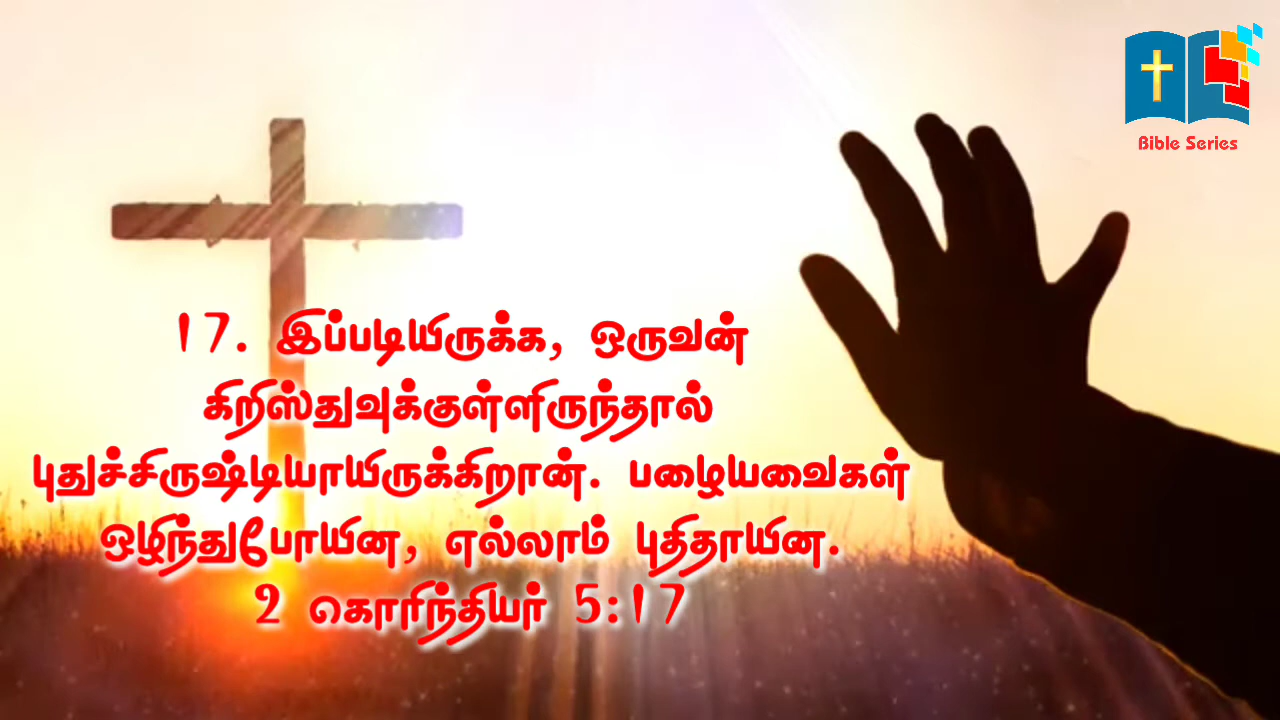 Bible Series
17. இப்படியிருக்க, ஒருவன்
கிறிஸ்துவுக்குள்ளிருந்தால்
புதுச்சிருஷ்டியாயிருக்கிறான். பழையவைகள்
ஒழிந்துபோயின, எல்லாம் புதிதாயின.
2 கொரிந்தியர் 5:17